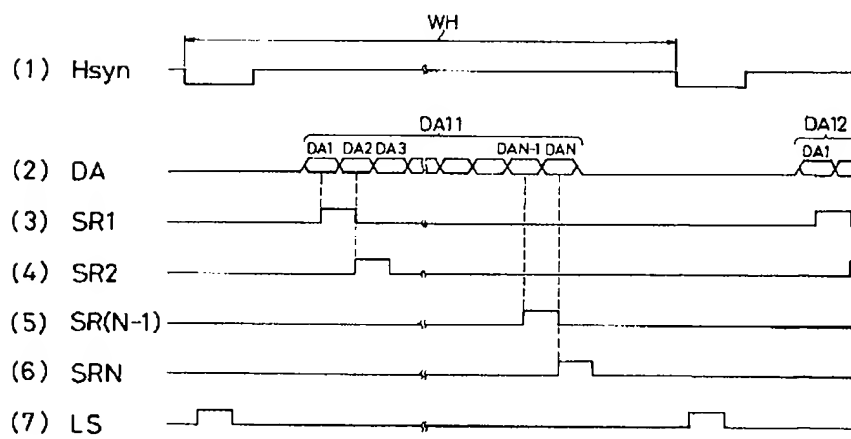 WH
(1) Hsyn
DA11 DA12
DA1 DA2 DA3 DAN-1 DAN DA1
(2) DA
(3) SR1
(4) SR2
(5) SR(N-1)
(6) SRN
(7) LS